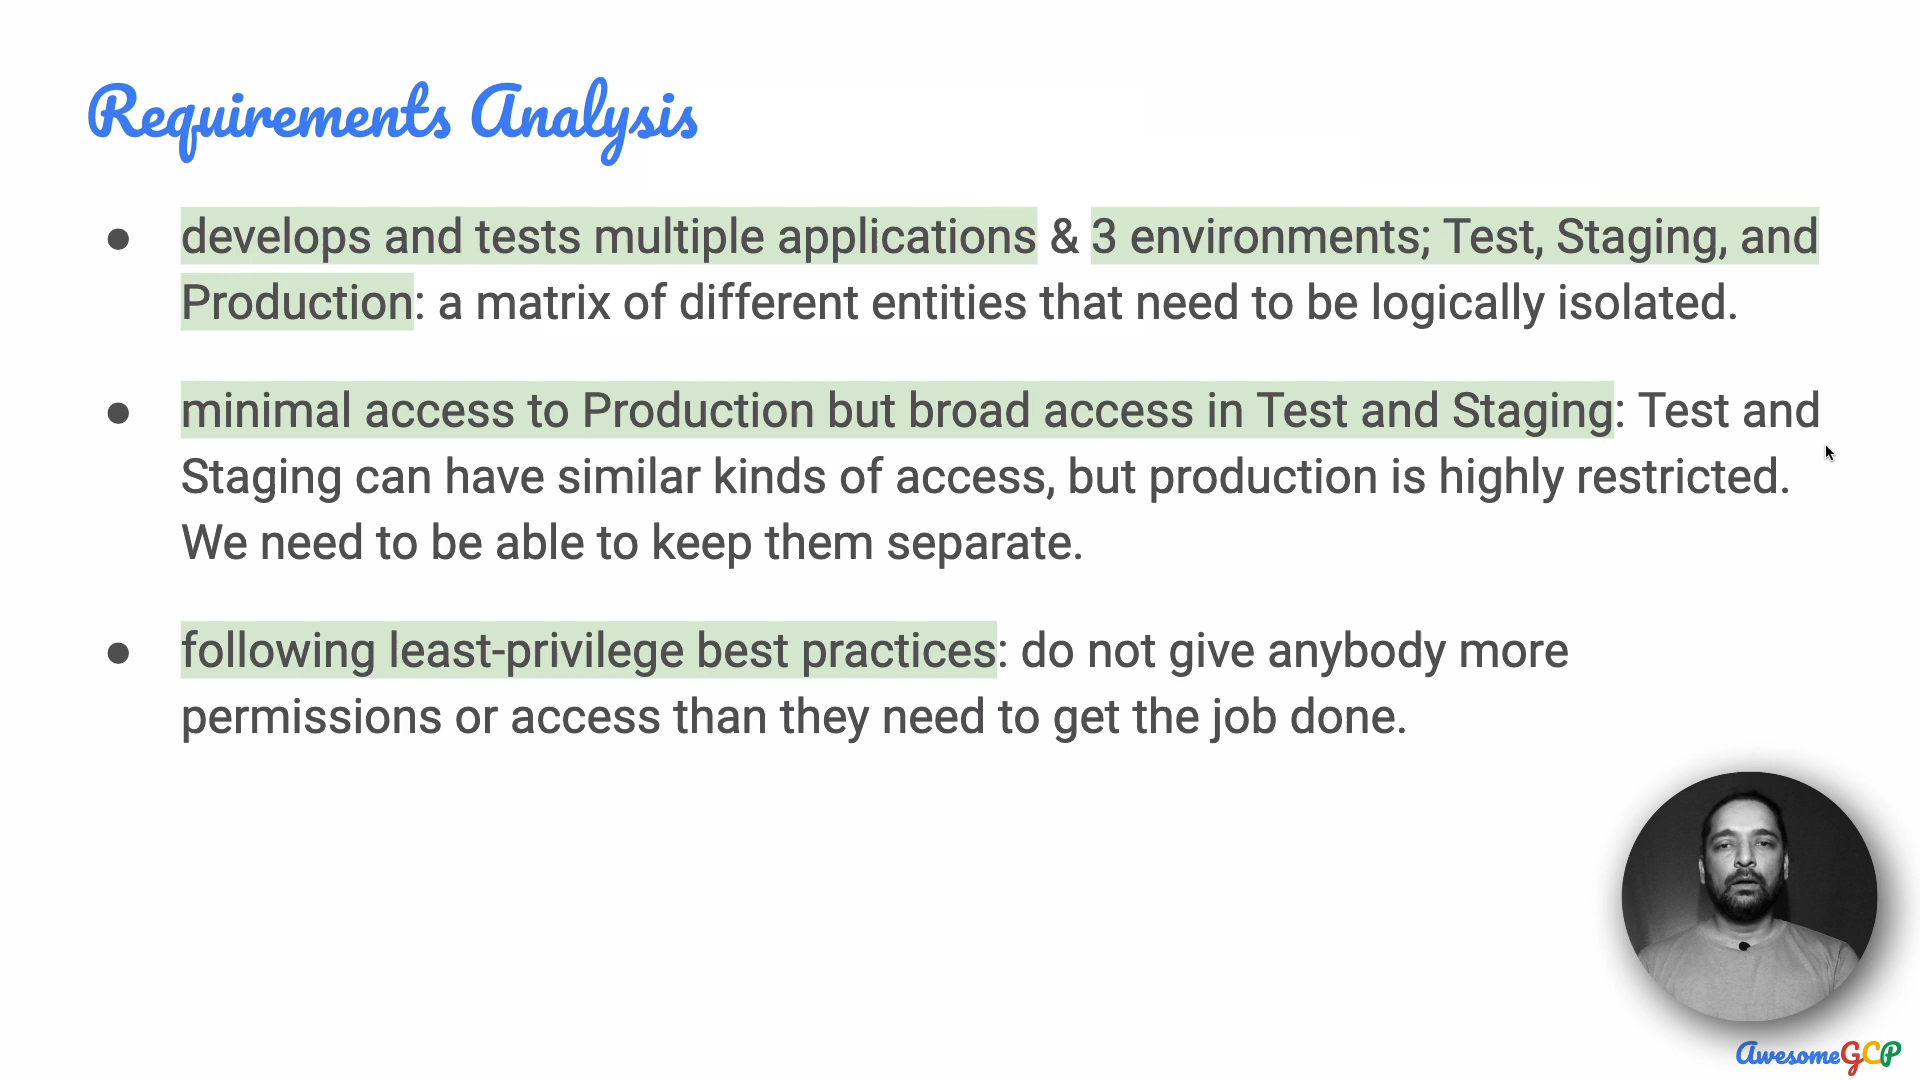 Requirements Analysis
● develops and tests multiple applications & 3 environments; Test, Staging, and
Production: a matrix of different entities that need to be logically isolated.
● minimal access to Production but broad access in Test and Staging: Test and
Staging can have similar kinds of access, but production is highly restricted.
We need to be able to keep them separate.
● following least-privilege best practices: do not give anybody more
permissions or access than they need to get the job done.
AwesomeGCP